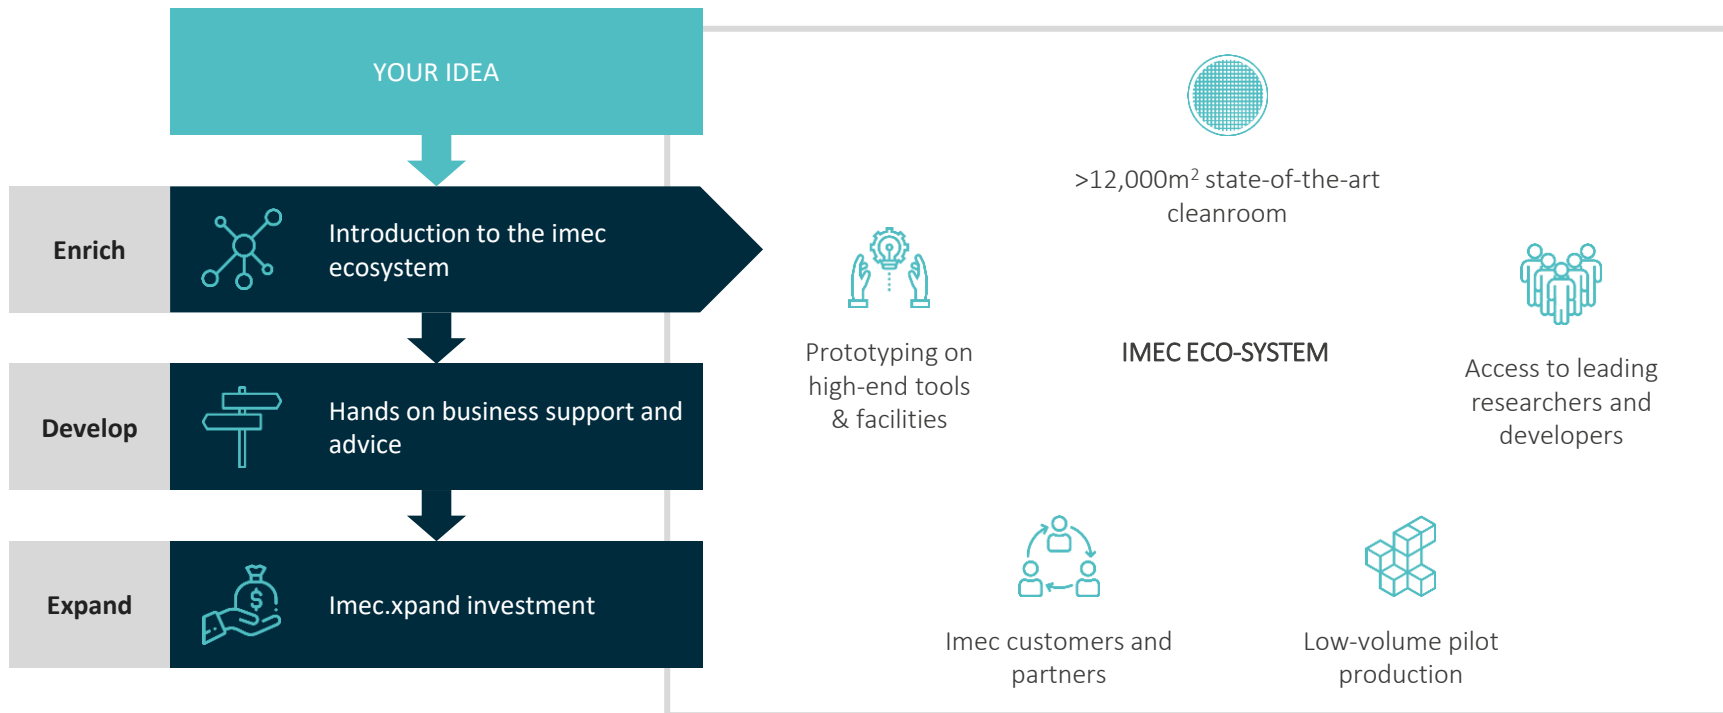 YOUR IDEA
Enrich
Introduction to the imec
ecosystem
Develop
Hands on business support and
advice
Expand
$
Imec.xpand investment
>12,000m² state-of-the-art
cleanroom
Prototyping on
high-end tools
& facilities
IMEC ECO-SYSTEM
Access to leading
researchers and
developers
Imec customers and
partners
Low-volume pilot
production